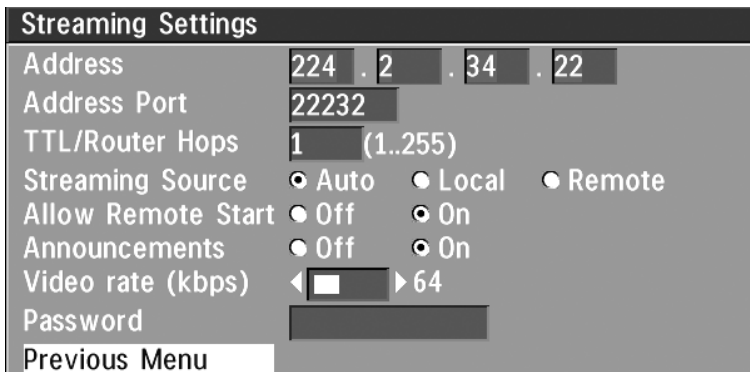 Streaming Settings
Address 224 . 2 . 34 . 22
Address Port 22232
TTL/Router Hops 1 (1..255)
Streaming Source Auto Local Remote
Allow Remote Start Off On
Announcements Off On
Video rate (kbps) 64
Password
Previous Menu